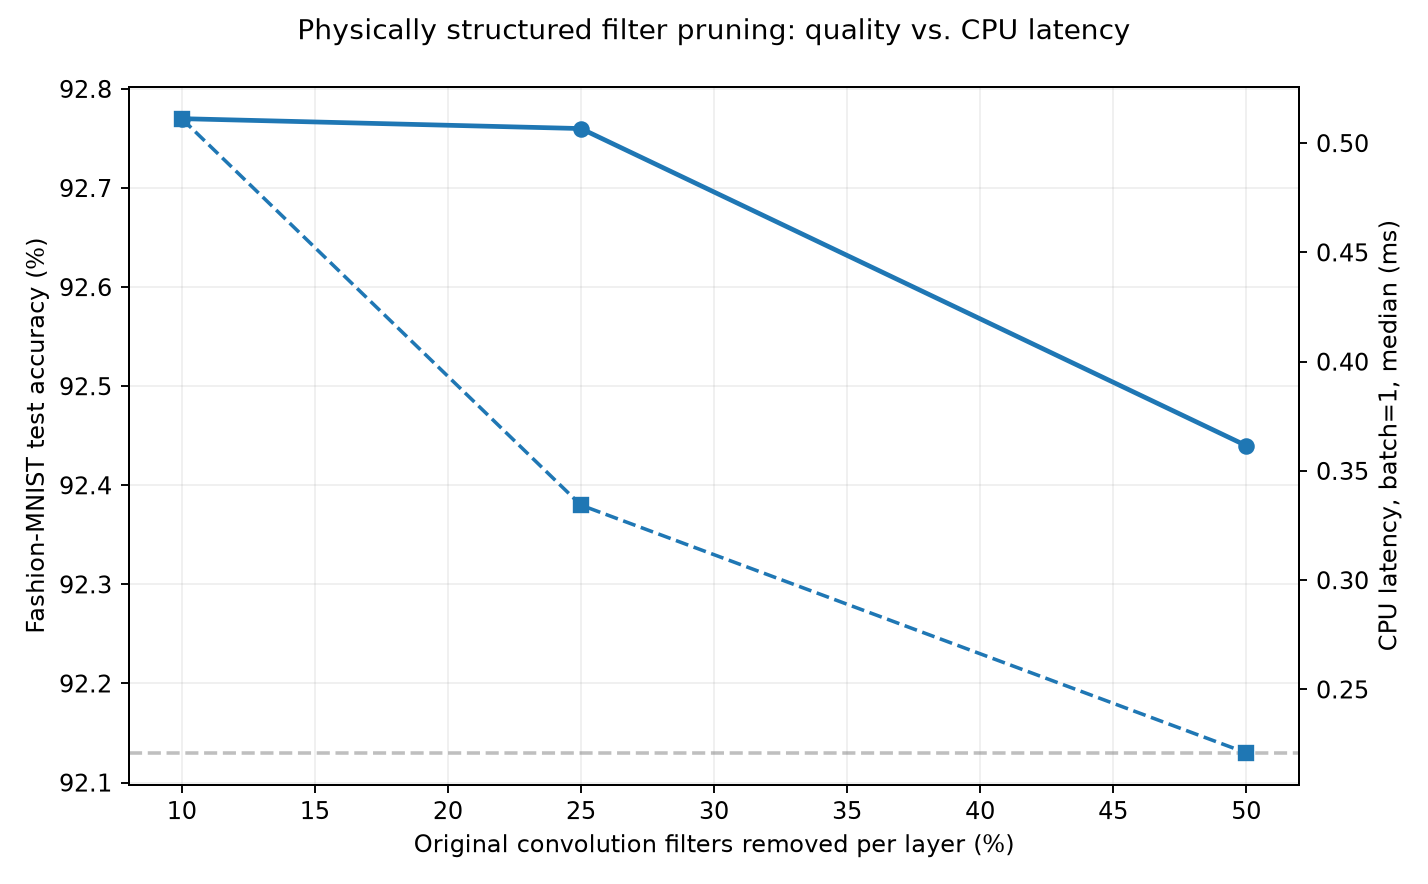 Physically structured filter pruning: quality vs. CPU latency
Fashion-MNIST test accuracy (%)
92.8
92.7
92.6
92.5
92.4
92.3
92.2
92.1
0.50
0.45
0.40
0.35
0.30
0.25
CPU latency, batch=1, median (ms)
10 15 20 25 30 35 40 45 50
Original convolution filters removed per layer (%)